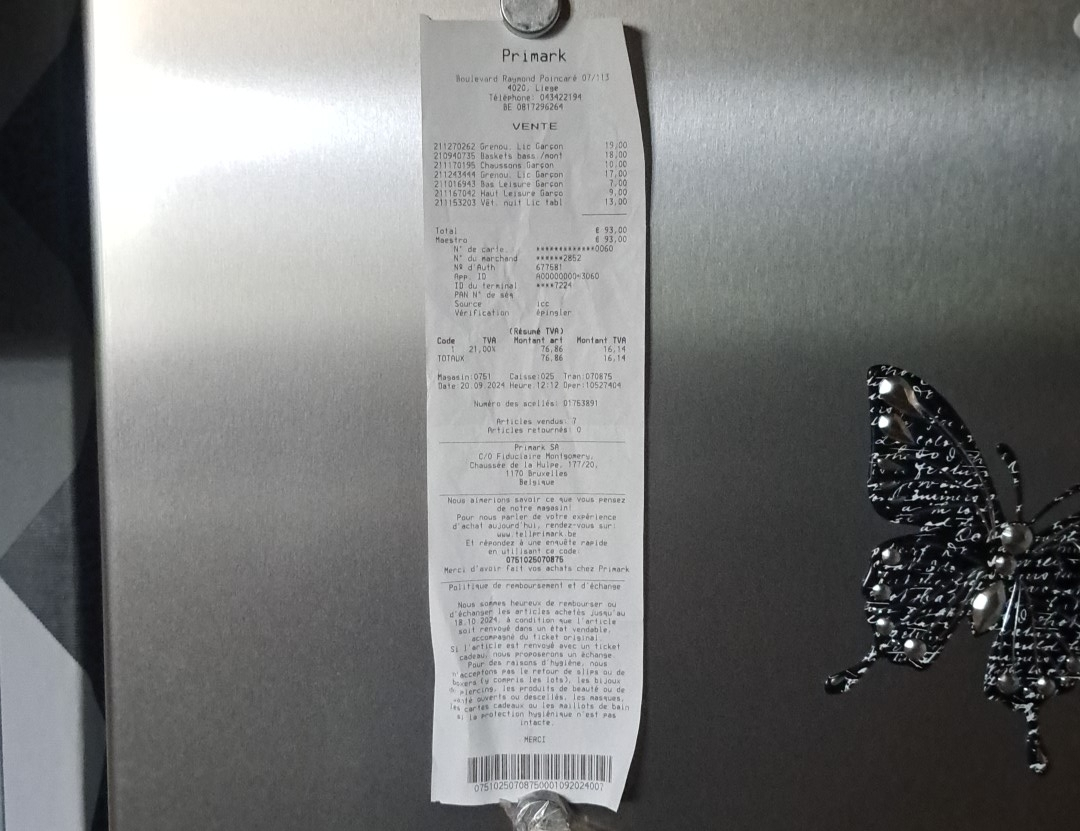 Primark
Boulevard Raymond Poincaré 07/113
4020, Liege
Téléphone: 043422194
BE 0817296264
VENTE
211270262 Grenou. Lic Garçon 19,00
210940735 Baskets bass /mont 18,00
211170195 Chaussons Garçon 10,00
211243444 Grenou. Lic Garçon 17,00
211016943 Bas Leisure Garçon 7,00
211167042 Haut Leisure Garço 9,00
211153203 Vêt. nuit Lic tabl 13,00
Total € 93,00
Maestro € 93,00
N° de carte *************0060
N° du marchand ******2852
Nº d'Auth 677581
App. ID
ID du terminal ****7224
PAN N° de séq
Source icc
Vérification épingler
(Résumé TVA)
Code TVA Montant art Montant TVA
1 21,00% 76,86 16,14
TOTAUX 76,86 16,14
Magasin:0751 Caisse:025 Tran:070875
Date:20.09.2024 Heure:12:12 Oper:10527404
Numéro des scellés: 01753891
Articles vendus: 7
Articles retournés: 0
Primark SA
C/O Fiduciaire Montgomery,
Chaussée de la Hulpe, 177/20,
1170 Bruxelles
Belgique
Nous aimerions savoir ce que vous pensez
de notre magasin!
Pour nous parler de votre expérience
d'achat aujourd'hui, rendez-vous sur:
www.tellprimark.be
Et répondez à une enquête rapide
en utilisant ce code:
0751025070875
Merci d'avoir fait vos achats chez Primark
Politique de remboursement et d'échange
Nous sommes heureux de rembourser ou
d'échanger les articles achetés jusqu'au
18.10.2024, à condition que l'article
soit renvoyé dans un état vendable,
accompagné du ticket original.
Si l'article est renvoyé avec un ticket
cadeau, nous proposerons un échange.
Pour des raisons d'hygiène, nous
n'acceptons pas le retour de slips ou de
boxers (y compris les lots), les bijoux
de piercing, les produits de beauté ou de
santé ouverts ou descellés, les masques,
les cartes cadeaux ou les maillots de bain
si la protection hygiénique n'est pas
intacte.
MERCI
07510250708750001092024007